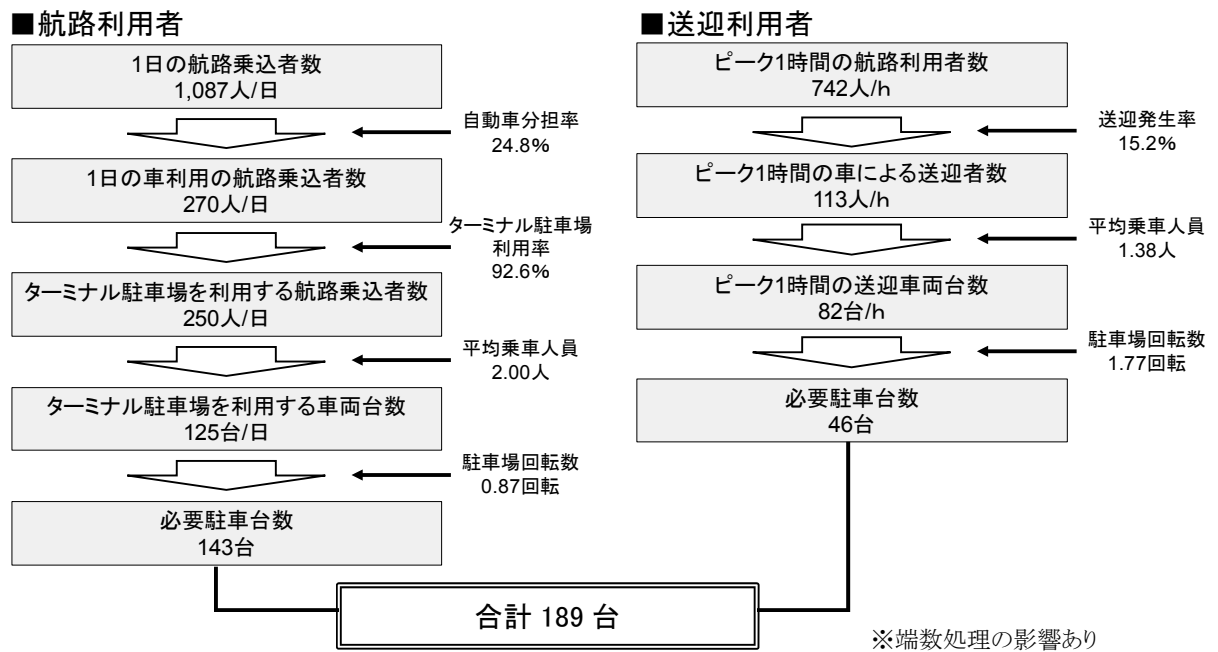 ■航路利用者
1日の航路乗込者数
1,087人/日
自動車分担率
24.8%
1日の車利用の航路乗込者数
270人/日
ターミナル駐車場
利用率
92.6%
ターミナル駐車場を利用する航路乗込者数
250人/日
平均乗車人員
2.00人
ターミナル駐車場を利用する車両台数
125台/日
駐車場回転数
0.87回転
必要駐車台数
143台
■送迎利用者
ピーク1時間の航路利用者数
742人/h
送迎発生率
15.2%
ピーク1時間の車による送迎者数
113人/h
平均乗車人員
1.38人
ピーク1時間の送迎車両台数
82台/h
駐車場回転数
1.77回転
必要駐車台数
46台
合計 189 台
※端数処理の影響あり